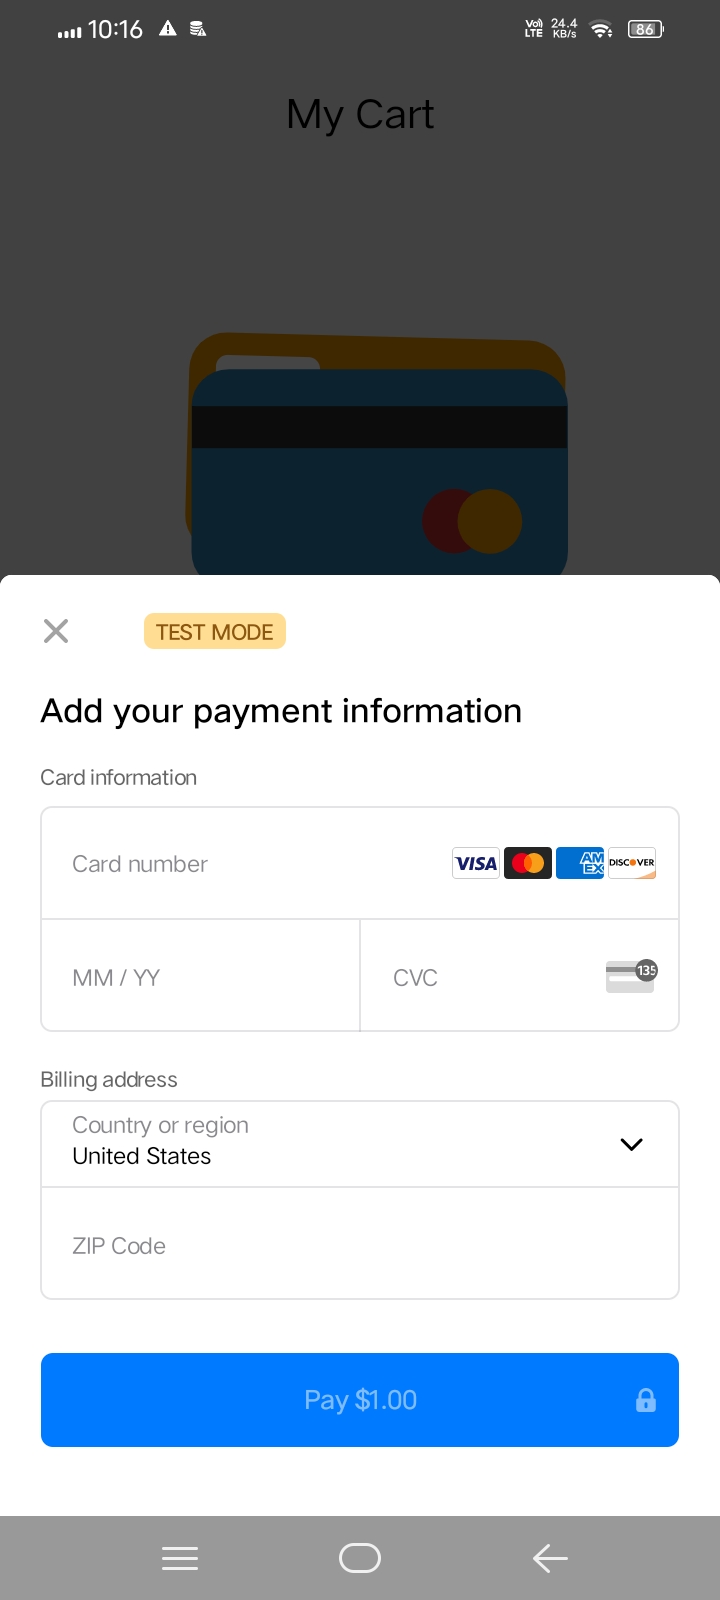 10:16 Vo) LTE 24.4 KB/s 86
My Cart
TEST MODE
Add your payment information
Card information
Card number VISA AM EX DISCOVER
MM / YY CVC 135
Billing address
Country or region
United States
ZIP Code
Pay $1.00